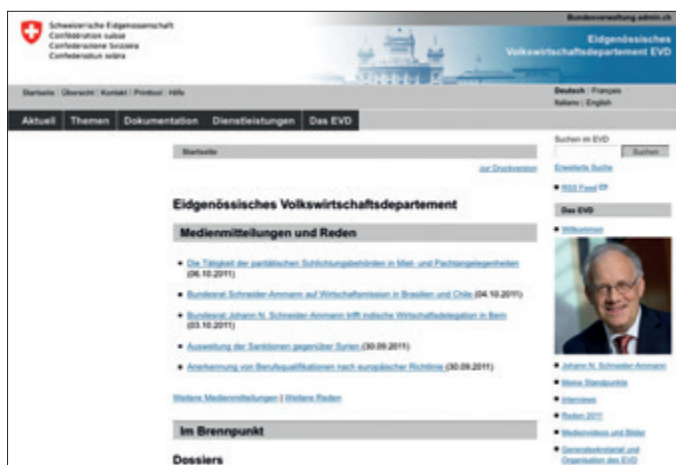 Bundesverwaltung admin.ch
Schweizerische Eidgenossenschaft
Confédération suisse
Confederazione Svizzera
Confederaziun svizra
Eidgenössisches
Volkswirtschaftsdepartement EVD
Startseite | Übersicht | Kontakt | Printtool | Hilfe
Deutsch | Français
Italiano | English
Aktuell Themen Dokumentation Dienstleistungen Das EVD
Startseite
zur Druckversion
Eidgenössisches Volkswirtschaftsdepartement
Medienmitteilungen und Reden
Die Tätigkeit der paritätischen Schlichtungsbehörden in Miet- und Pachtangelegenheiten
(06.10.2011)
Bundesrat Schneider-Ammann auf Wirtschaftsmission in Brasilien und Chile (04.10.2011)
Bundesrat Johann N. Schneider-Ammann trifft indische Wirtschaftsdelegation in Bern
(03.10.2011)
Ausweitung der Sanktionen gegenüber Syrien (30.09.2011)
Anerkennung von Berufsqualifikationen nach europäischer Richtlinie (30.09.2011)
Weitere Medienmitteilungen | Weitere Reden
Im Brennpunkt
Dossiers
Suchen im EVD
Suchen
Erweiterte Suche
RSS Feed
Das EVD
Willkommen
Johann N. Schneider-Ammann
Meine Standpunkte
Interviews
Reden 2011
Medienvideos und Bilder
Generalsekretariat und
Organisation des EVD